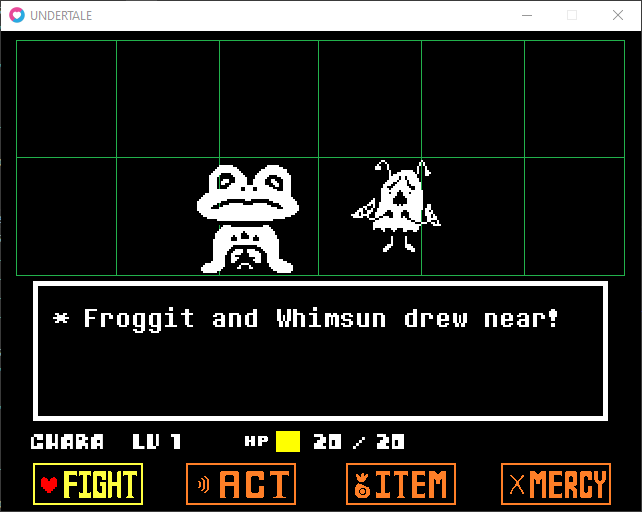 UNDERTALE
* Froggit and Whimsun drew near!
CHARA LV 1 HP 20 / 20
FIGHT ACT ITEM MERCY